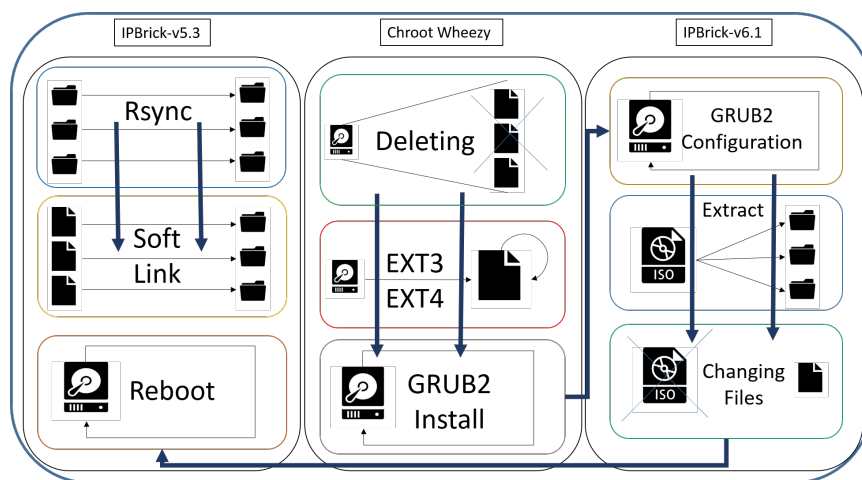 IPBrick-v5.3
Chroot Wheezy
IPBrick-v6.1
Rsync
Soft
Link
Reboot
Deleting
EXT3
EXT4
GRUB2
Install
GRUB2
Configuration
Extract
ISO
ISO
Changing
Files